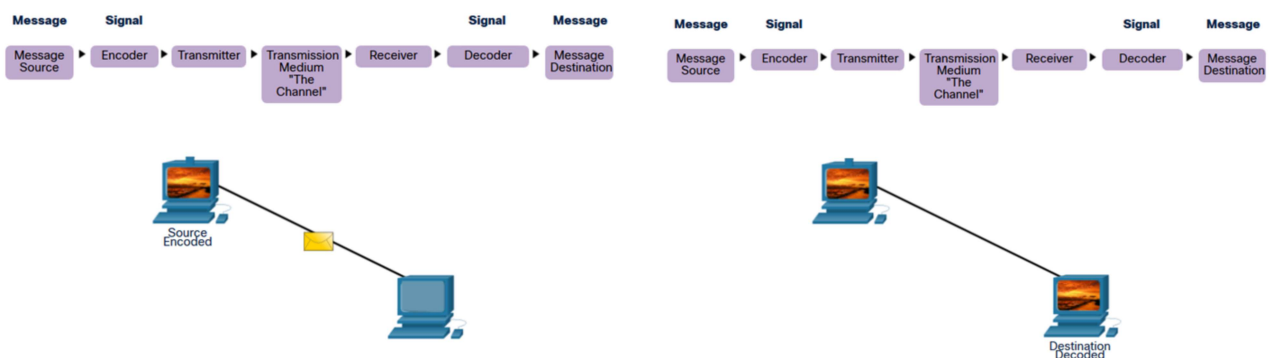 Message Signal Signal Message
Message Source Encoder Transmitter Transmission Medium "The Channel" Receiver Decoder Message Destination
Source
Encoded
Message Signal Signal Message
Message Source Encoder Transmitter Transmission Medium "The Channel" Receiver Decoder Message Destination
Destination
Decoded